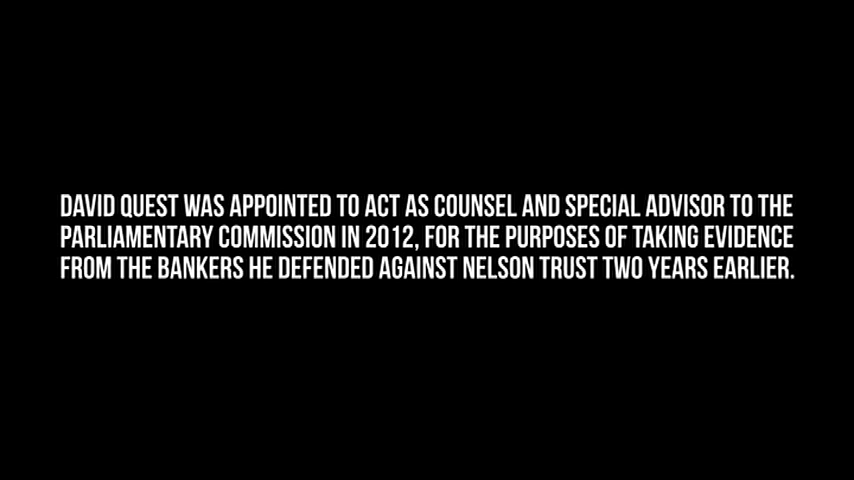 DAVID QUEST WAS APPOINTED TO ACT AS COUNSEL AND SPECIAL ADVISOR TO THE
PARLIAMENTARY COMMISSION IN 2012, FOR THE PURPOSES OF TAKING EVIDENCE
FROM THE BANKERS HE DEFENDED AGAINST NELSON TRUST TWO YEARS EARLIER.